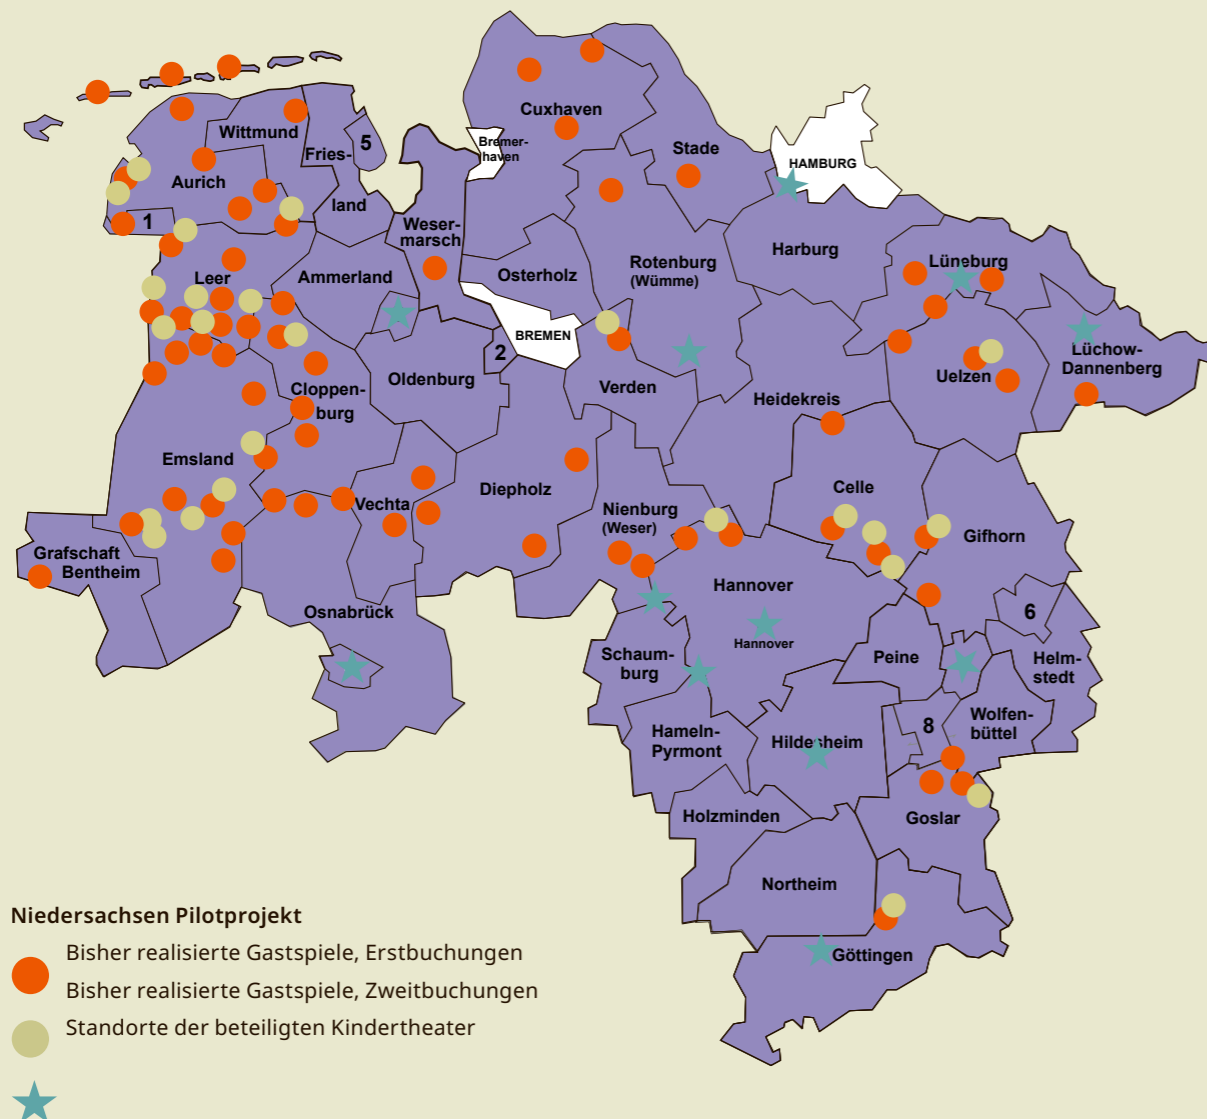 Cuxhaven
Wittmund
5
Bremer-
haven
Fries-
land
Stade
HAMBURG
Aurich
1
Weser-
marsch
Harburg
Leer
Ammerland
Osterholz
Rotenburg
(Wümme)
Lüneburg
BREMEN
2
Oldenburg
Verden
Lüchow-
Dannenberg
Uelzen
Cloppen-
burg
Heidekreis
Emsland
Vechta
Diepholz
Celle
Nienburg
(Weser)
Gifhorn
Grafschaft
Bentheim
Hannover
Osnabrück
6
Hannover
Schaum-
burg
Peine
Helm-
stedt
Hameln-
Pyrmont
Hildesheim
8
Wolfen-
büttel
Holzminden
Goslar
Northeim
Göttingen
Niedersachsen Pilotprojekt
Bisher realisierte Gastspiele, Erstbuchungen
Bisher realisierte Gastspiele, Zweitbuchungen
Standorte der beteiligten Kindertheater